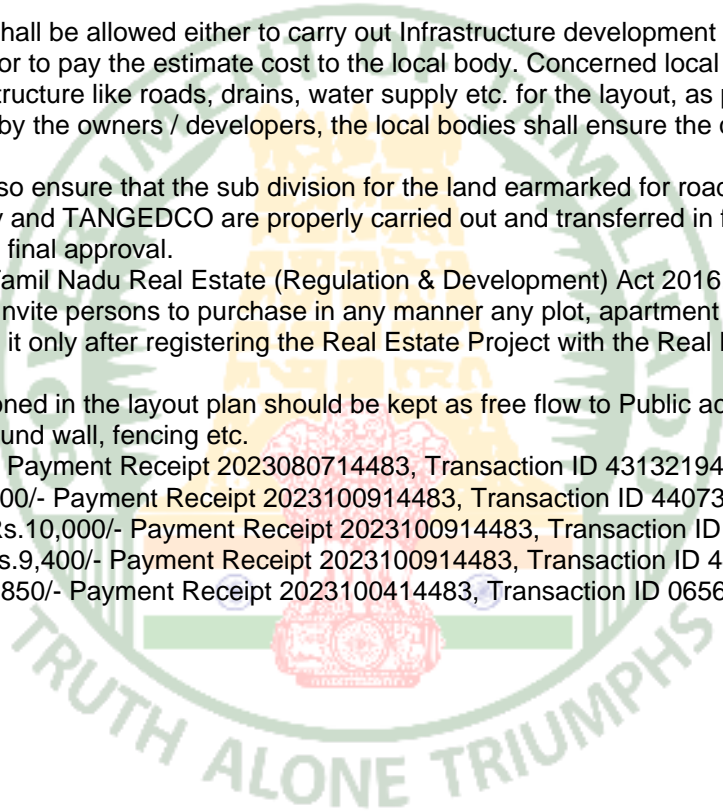 hall be allowed either to carry out Infrastructure development
or to pay the estimate cost to the local body. Concerned local
tructure like roads, drains, water supply etc. for the layout, as p
by the owners / developers, the local bodies shall ensure the c
so ensure that the sub division for the land earmarked for road
y and TANGEDCO are properly carried out and transferred in f
final approval.
amil Nadu Real Estate (Regulation & Development) Act 2016
invite persons to purchase in any manner any plot, apartment
it only after registering the Real Estate Project with the Real
oned in the layout plan should be kept as free flow to Public ac
und wall, fencing etc.
Payment Receipt 2023080714483, Transaction ID 43132194
00/- Payment Receipt 2023100914483, Transaction ID 44073
Rs.10,000/- Payment Receipt 2023100914483, Transaction ID
s.9,400/- Payment Receipt 2023100914483, Transaction ID 4
850/- Payment Receipt 2023100414483, Transaction ID 0656
GOVERNMENT OF TAMIL NADU
TRUTH ALONE TRIUMPHS